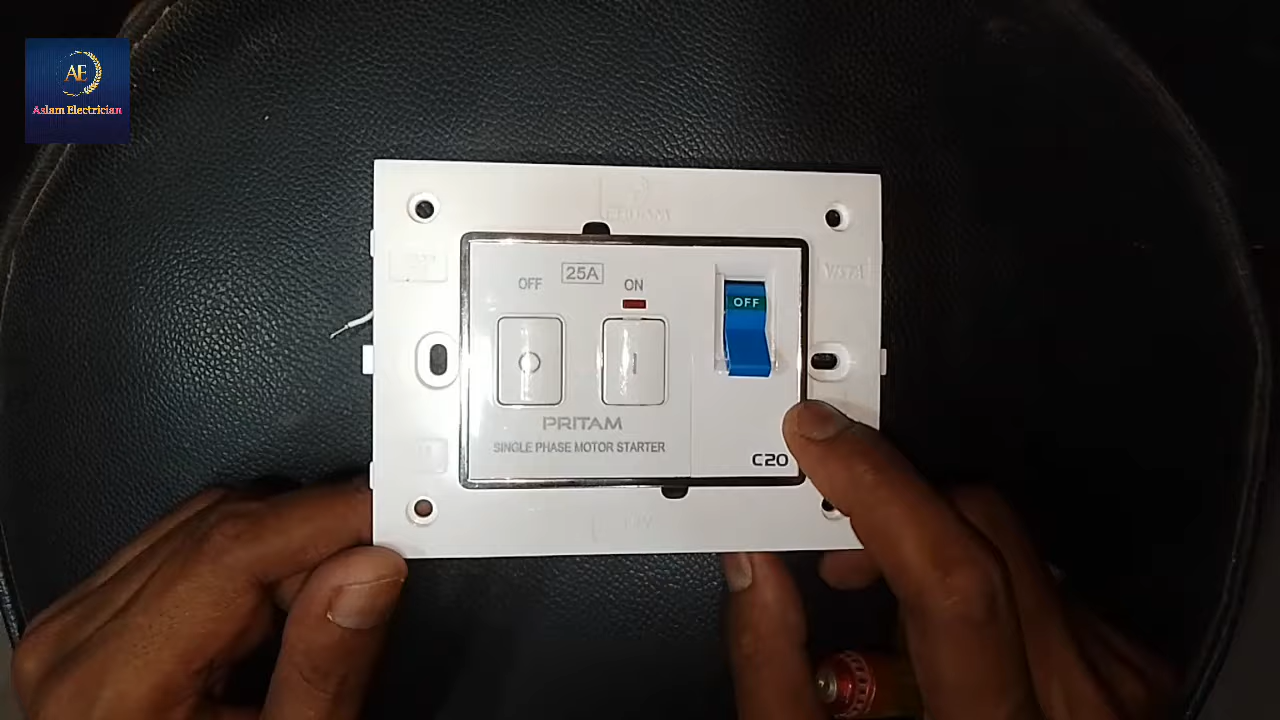 AE
Aslam Electrician
25A
OFF
ON
OFF
PRITAM
SINGLE PHASE MOTOR STARTER
C20